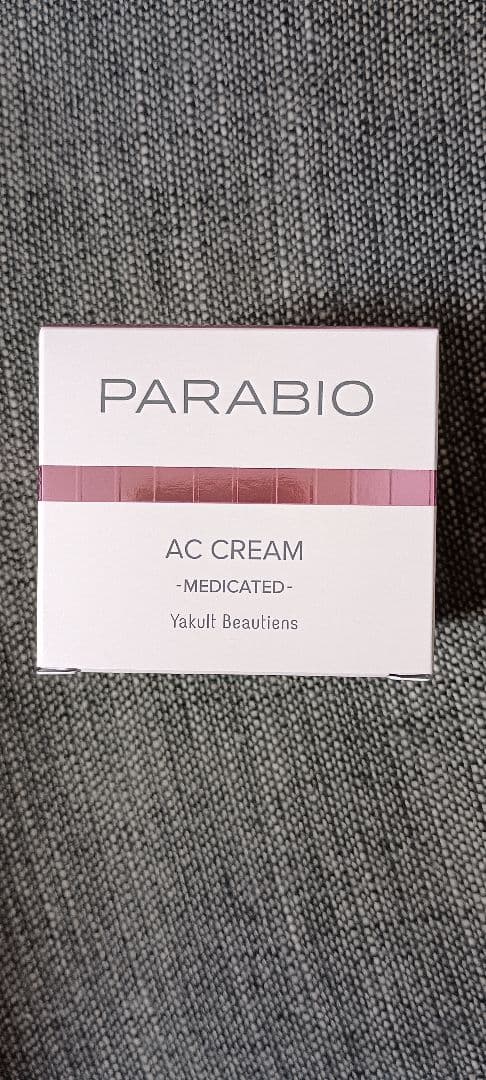 PARABIO
AC CREAM
-MEDICATED-
Yakult Beautiens